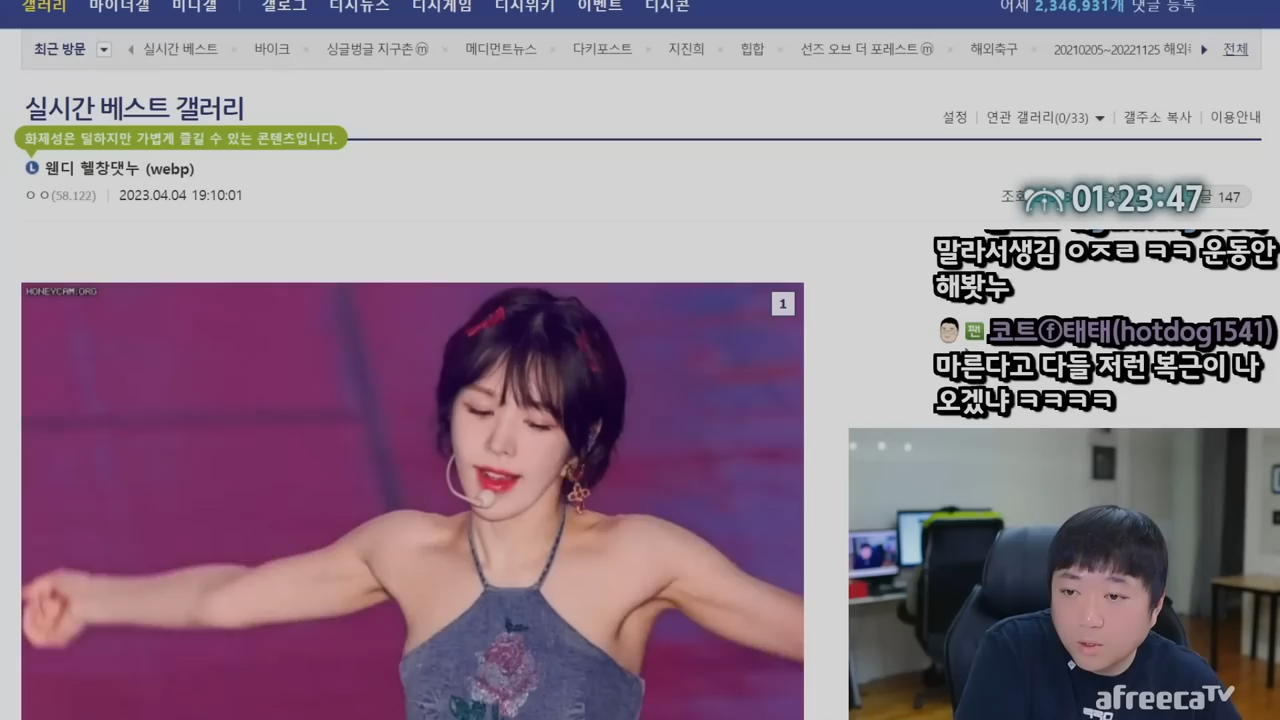 갤러리 마이너갤 미니갤 갤로그 디시뉴스 디시게임 디시위키 이벤트 디시콘 어제 2,346,931개 댓글 등록
최근 방문 실시간 베스트 바이크 싱글벙글 지구촌ⓜ 메디먼트뉴스 다키포스트 지진희 힙합 선즈 오브 더 포레스트ⓜ 해외축구 20210205~20221125 해외 전체
실시간 베스트 갤러리
설정 연관 갤러리(0/33) 갤주소 복사 이용안내
화제성은 덜하지만 가볍게 즐길 수 있는 콘텐츠입니다.
L 웬디 헬창댓누 (webp)
ㅇㅇ(58.122) 2023.04.04 19:10:01
147
01:23:47
말라서생김 ㅇㅈㄹ ㅋㅋ 운동안
해봣누
팬 코트ⓕ태태(hotdog1541)
마른다고 다들 저런 복근이 나
오겠냐 ㅋㅋㅋㅋ
HONEYCAM.ORG
1
afreecaTV